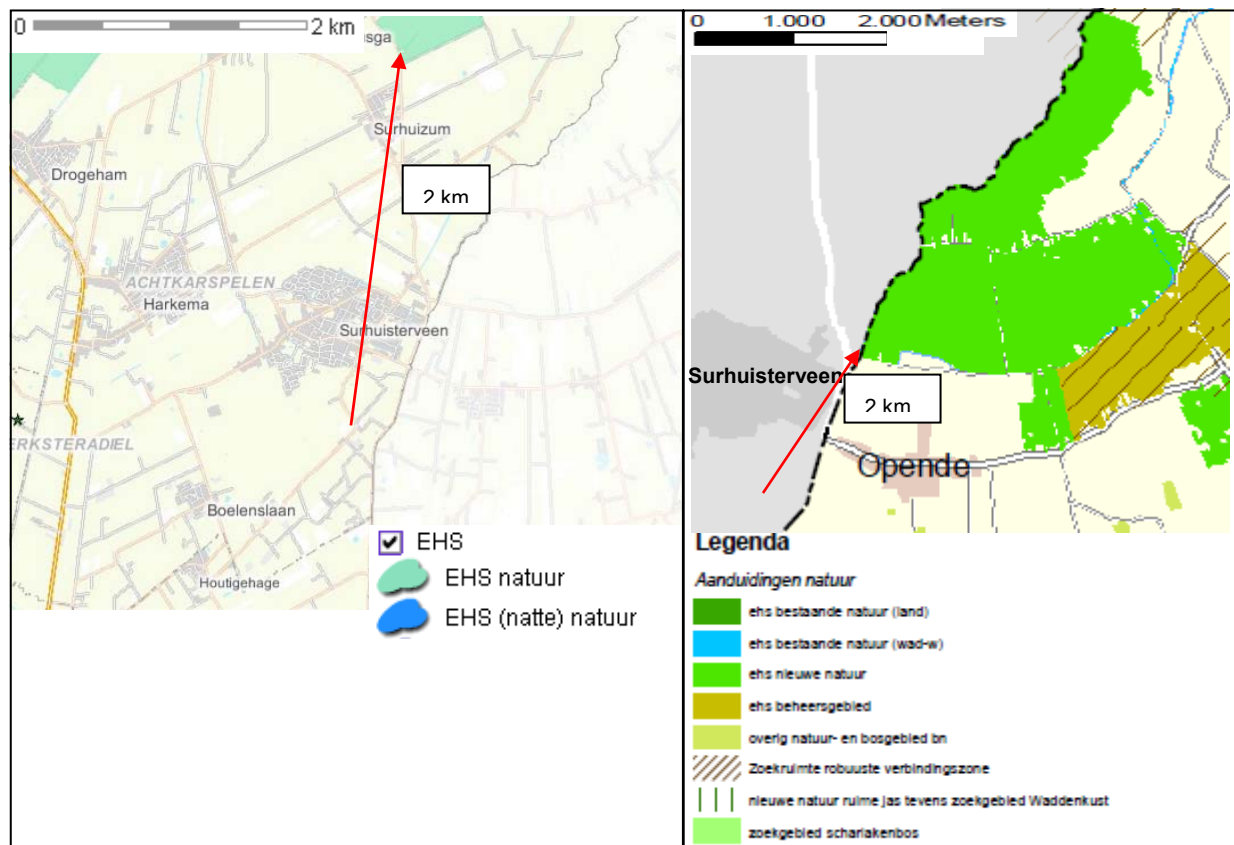 0 2 km
sga
Surhuizum
Drogeham
2 km
ACHTKARSPELEN
Harkema
Surhuisterveen
ERKSTERADIEL
Boelenslaan
Houtigehage
EHS
EHS natuur
EHS (natte) natuur
0 1.000 2.000 Meters
Surhuisterveen
2 km
Opende
Legenda
Aanduidingen natuur
ehs bestaande natuur (land)
ehs bestaande natuur (wad-w)
ehs nieuwe natuur
ehs beheersgebied
overig natuur- en bosgebied bn
Zoekruimte robuuste verbindingszone
nieuwe natuur ruime jas tevens zoekgebied Waddenkust
zoekgebied scharlakenbos